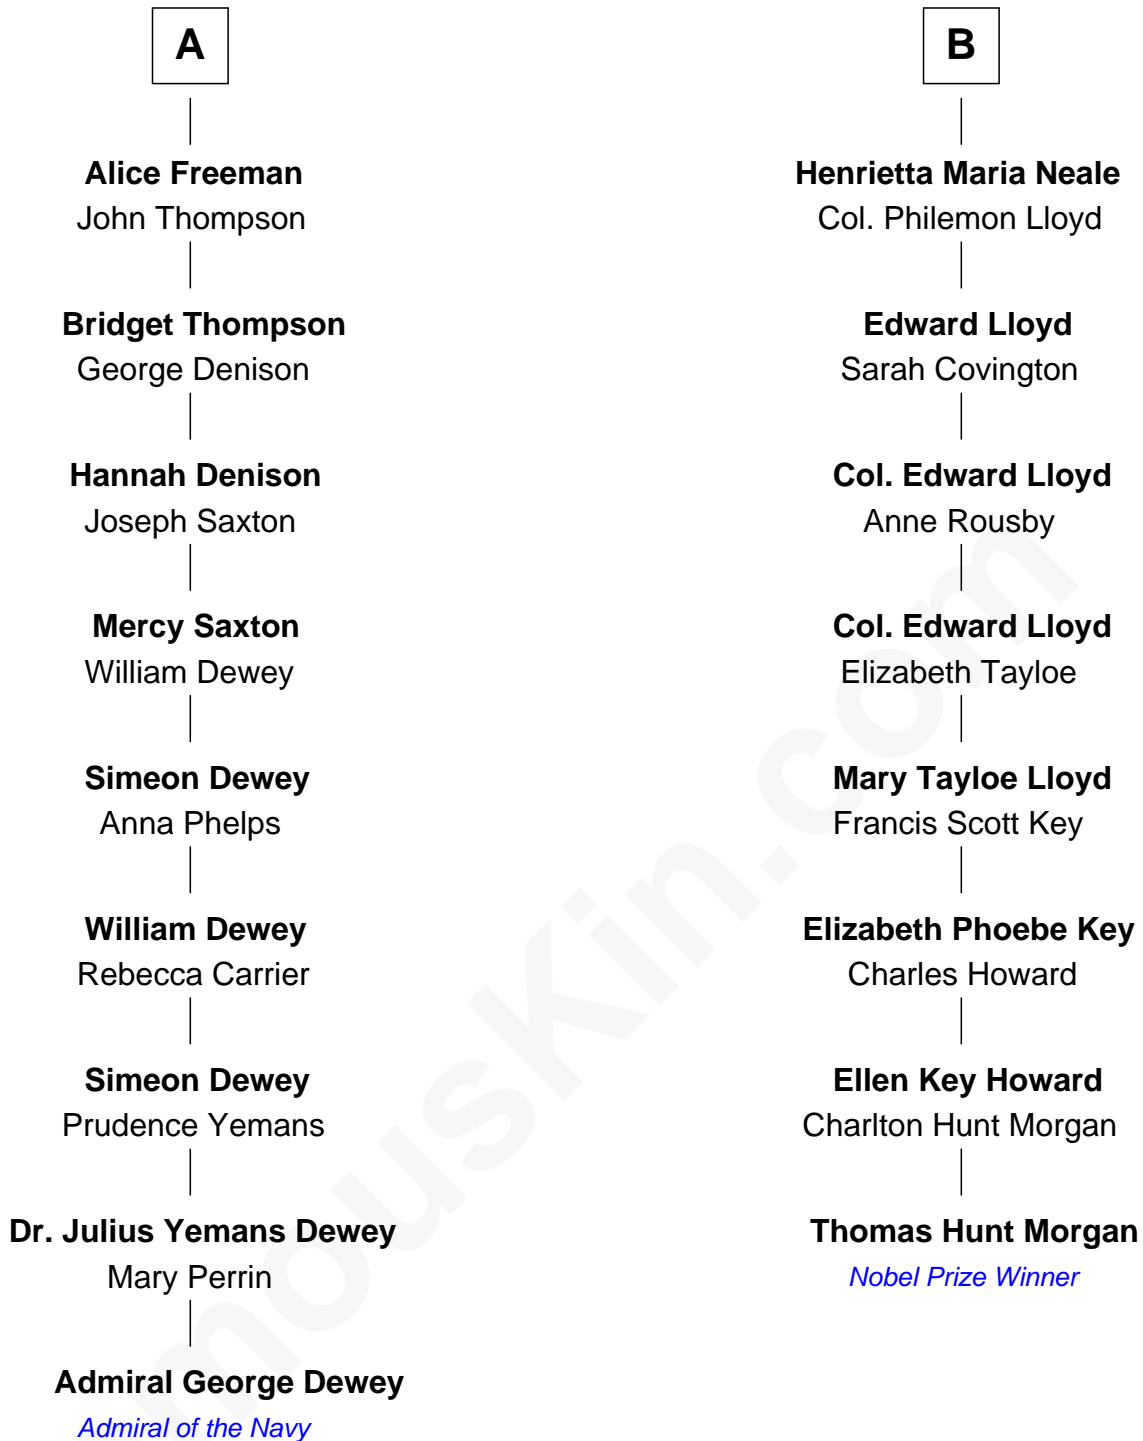 A
Alice Freeman
John Thompson
Bridget Thompson
George Denison
Hannah Denison
Joseph Saxton
Mercy Saxton
William Dewey
Simeon Dewey
Anna Phelps
William Dewey
Rebecca Carrier
Simeon Dewey
Prudence Yemans
Dr. Julius Yemans Dewey
Mary Perrin
Admiral George Dewey
Admiral of the Navy
B
Henrietta Maria Neale
Col. Philemon Lloyd
Edward Lloyd
Sarah Covington
Col. Edward Lloyd
Anne Rousby
Col. Edward Lloyd
Elizabeth Tayloe
Mary Tayloe Lloyd
Francis Scott Key
Elizabeth Phoebe Key
Charles Howard
Ellen Key Howard
Charlton Hunt Morgan
Thomas Hunt Morgan
Nobel Prize Winner
mousKin.com